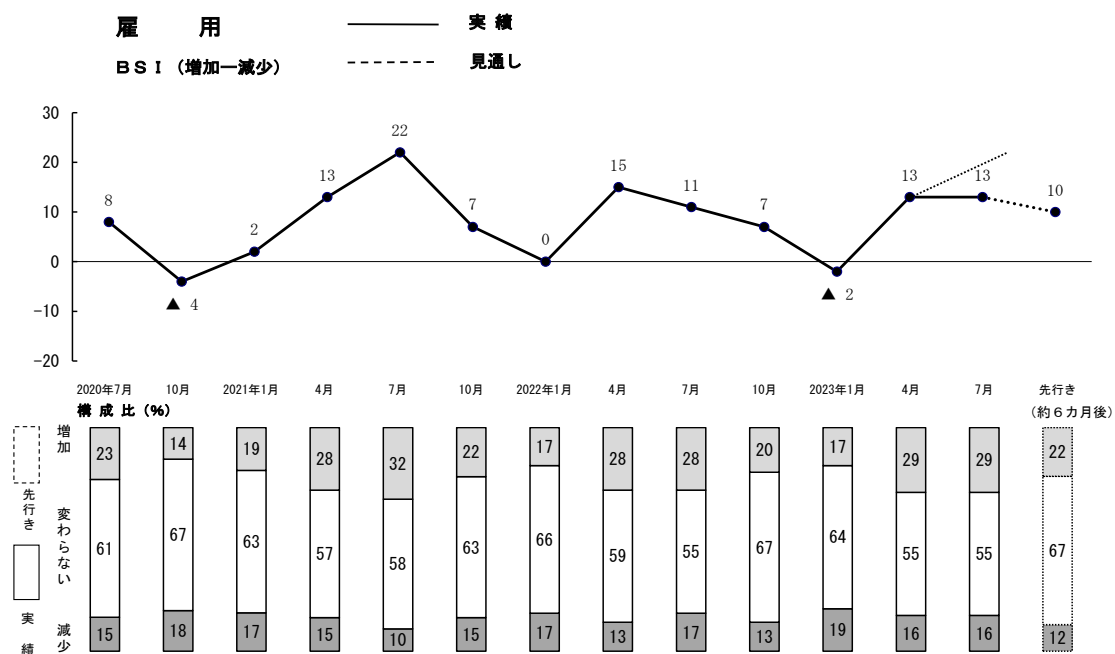 雇　　用
実 績
BSI（増加－減少）
見通し
30
20
10
0
-10
-20
8
▲ 4
2
13
22
7
0
15
11
7
▲ 2
13
13
10
2020年7月 10月 2021年1月 4月 7月 10月 2022年1月 4月 7月 10月 2023年1月 4月 7月 先行き
構 成 比（%）
（約６カ月後）
増加
23 14 19 28 32 22 17 28 28 20 17 29 29 22
先行き
変わらない
61 67 63 57 58 63 66 59 55 67 64 55 55 67
実績
減少
15 18 17 15 10 15 17 13 17 13 19 16 16 12